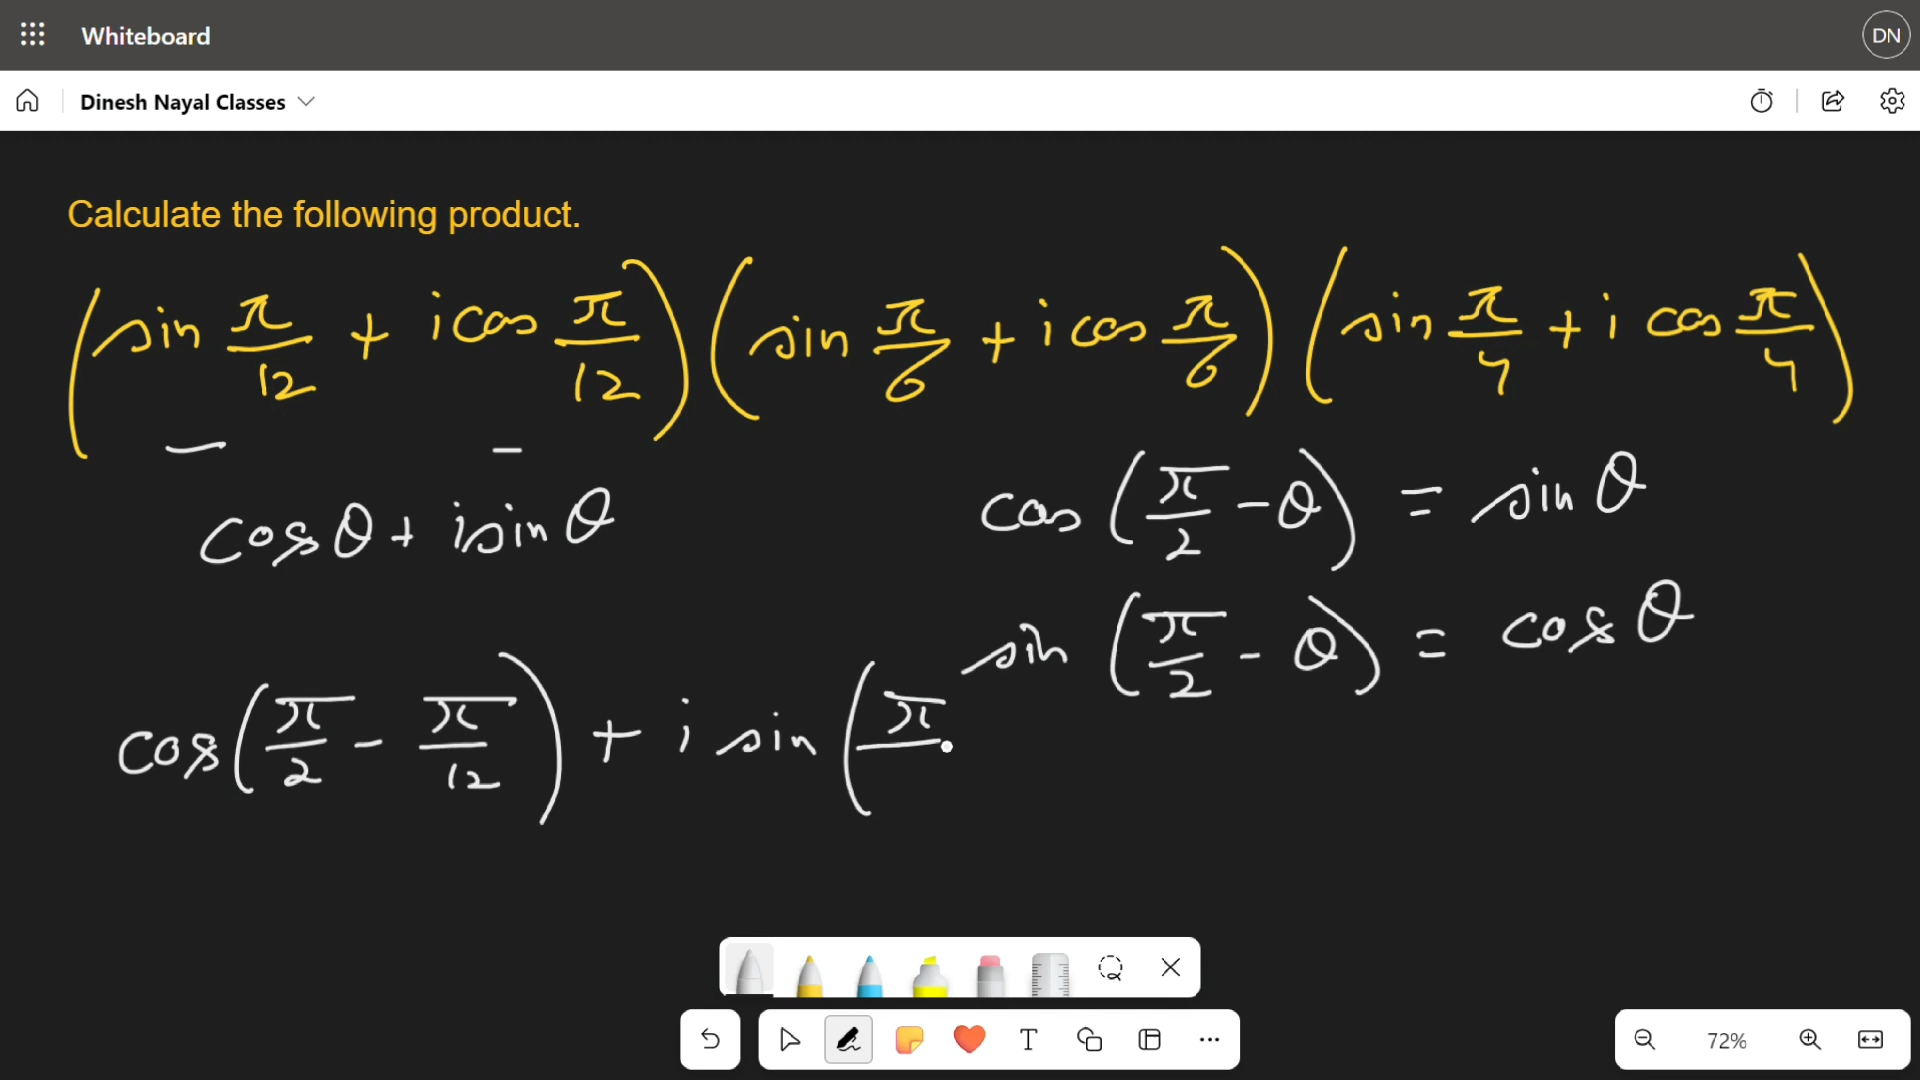 Whiteboard
DN
Dinesh Nayal Classes
Calculate the following product.
(sin π/12 + i cos π/12) (sin π/6 + i cos π/6) (sin π/4 + i cos π/4)
cos θ + i sin θ
cos (π/2 - θ) = sin θ
sin (π/2 - θ) = cos θ
cos (π/2 - π/12) + i sin (π
72%